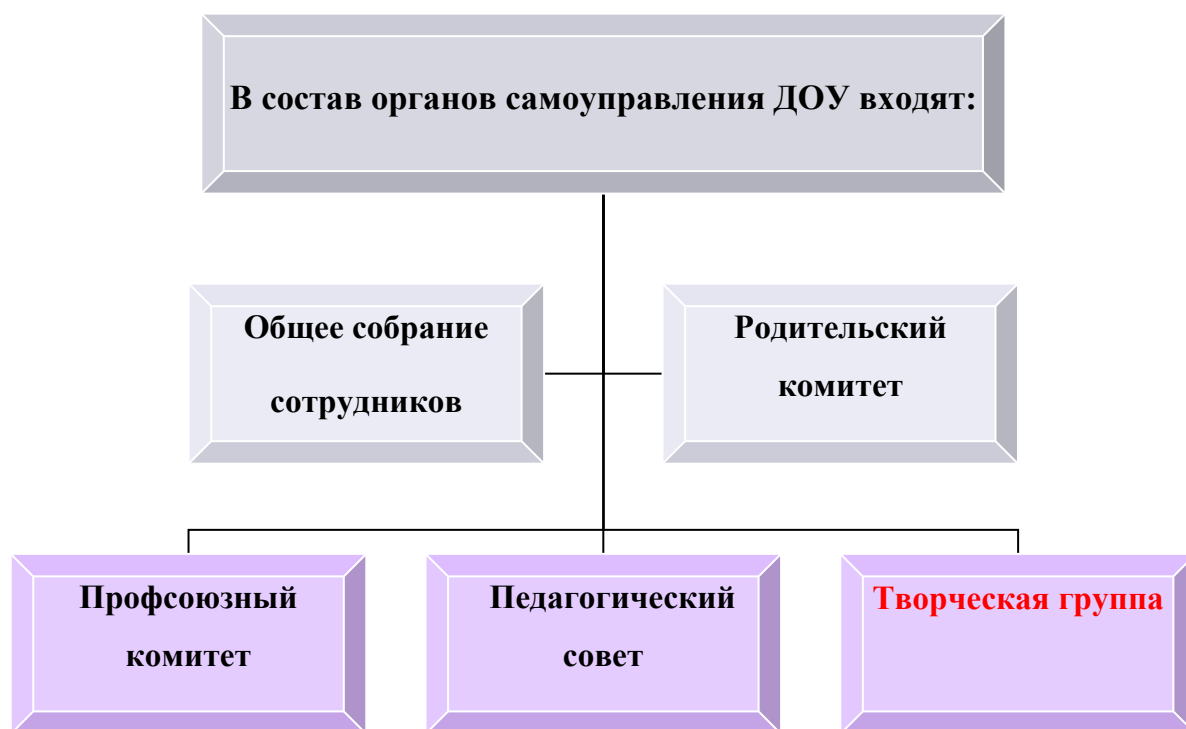 В состав органов самоуправления ДОУ входят:
Общее собрание
сотрудников
Родительский
комитет
Профсоюзный
комитет
Педагогический
совет
Творческая группа